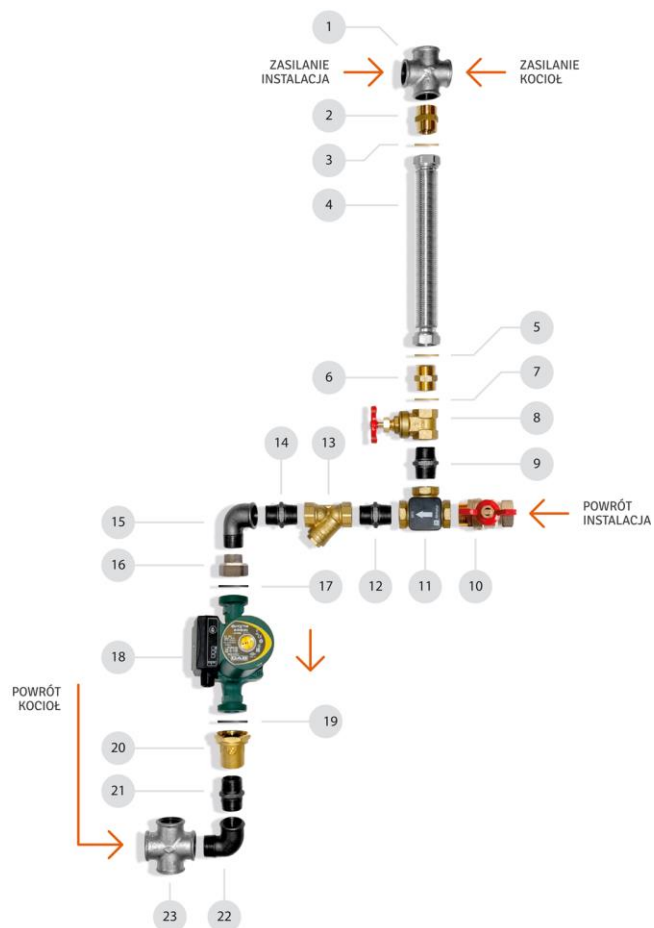 1
ZASILANIE
INSTALACJA
ZASILANIE
KOCIOŁ
2
3
4
5
6
7
8
14
13
9
15
POWRÓT
INSTALACJA
16
17
12
11
10
18
POWRÓT
KOCIOŁ
19
20
21
23
22